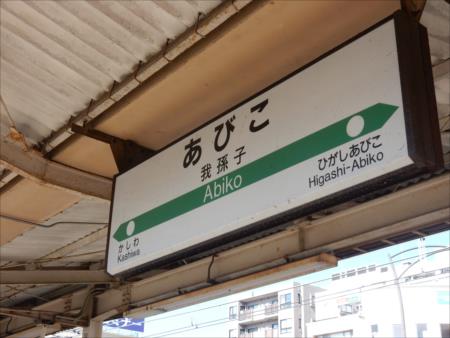 あびこ
我孫子
Abiko
かしわ
Kashiwa
ひがしあびこ
Higashi-Abiko